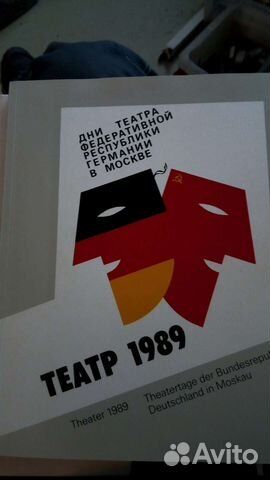 ДНИ ТЕАТРА
ФЕДЕРАТИВНОЙ
РЕСПУБЛИКИ
ГЕРМАНИИ
В МОСКВЕ
ТЕАТР 1989
Theater 1989 Theatertage der Bundesrepu
Deutschland in Moskau
Avito